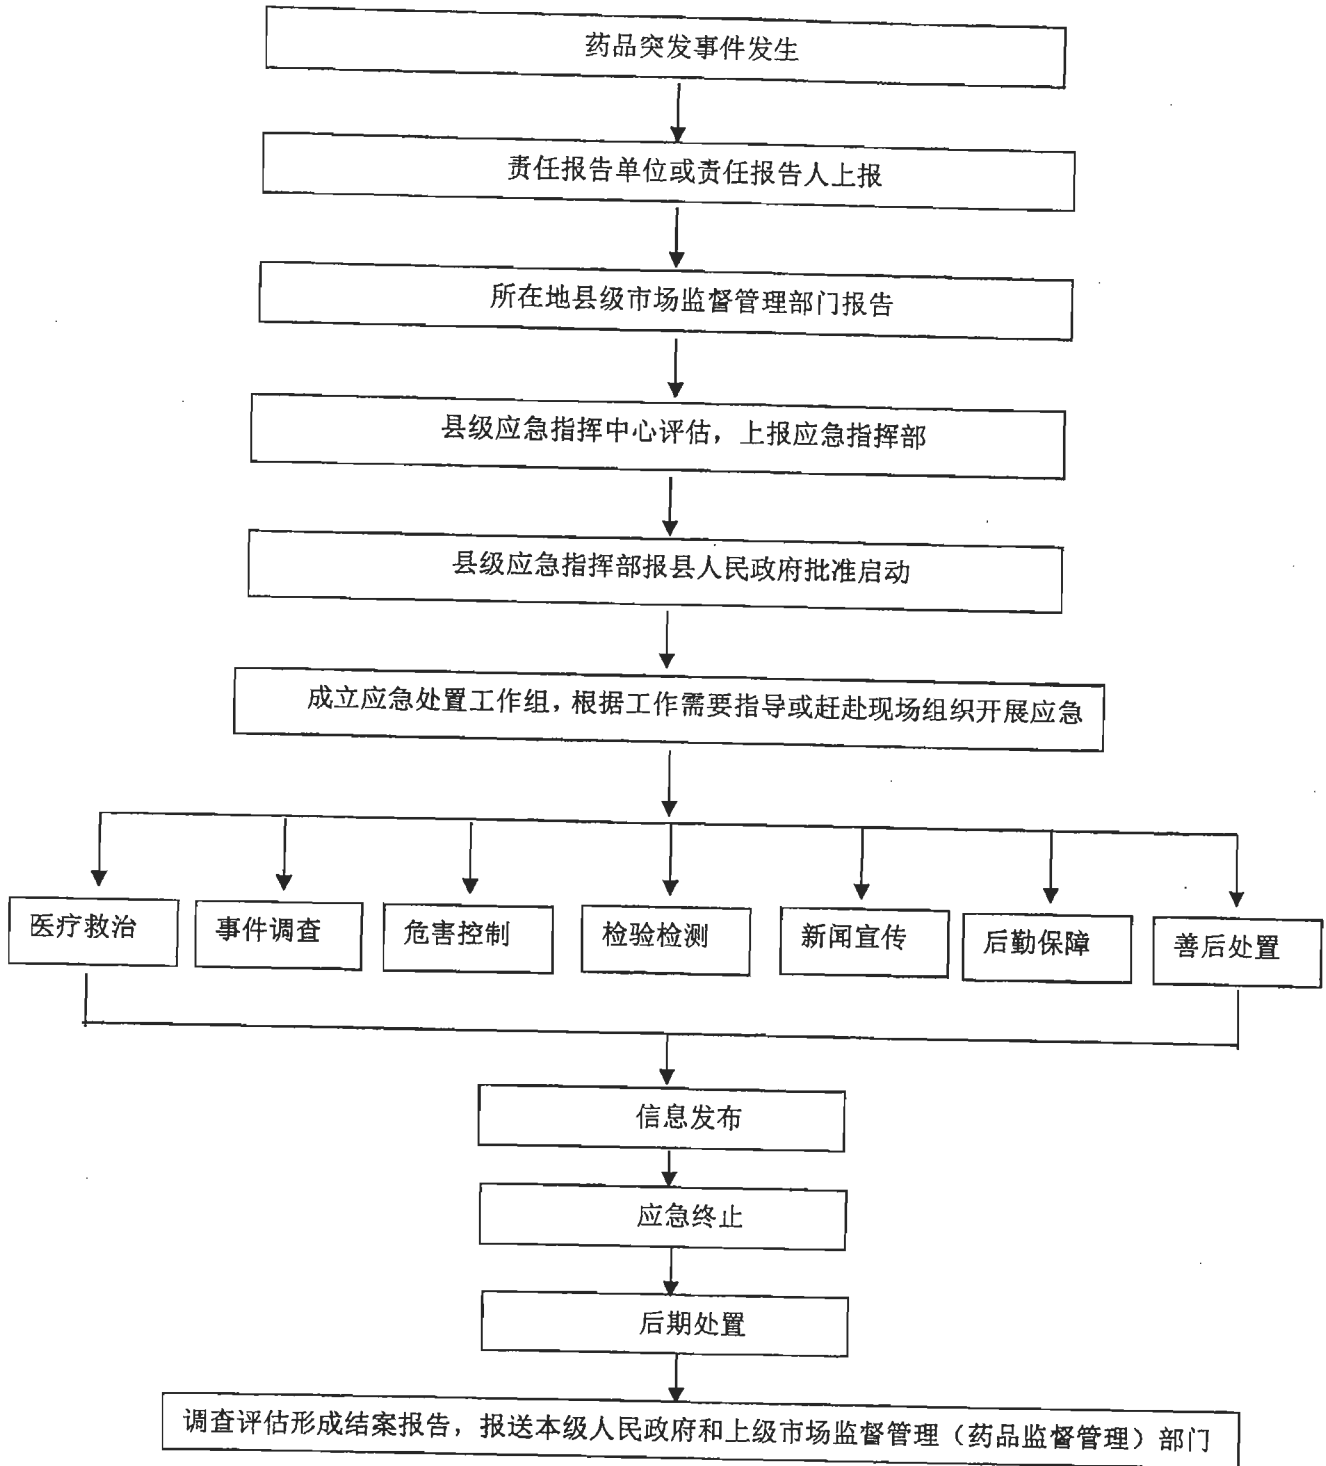 药品突发事件发生
责任报告单位或责任报告人上报
所在地县级市场监督管理部门报告
县级应急指挥中心评估，上报应急指挥部
县级应急指挥部报县人民政府批准启动
成立应急处置工作组，根据工作需要指导或赶赴现场组织开展应急
医疗救治
事件调查
危害控制
检验检测
新闻宣传
后勤保障
善后处置
信息发布
应急终止
后期处置
调查评估形成结案报告，报送本级人民政府和上级市场监督管理（药品监督管理）部门